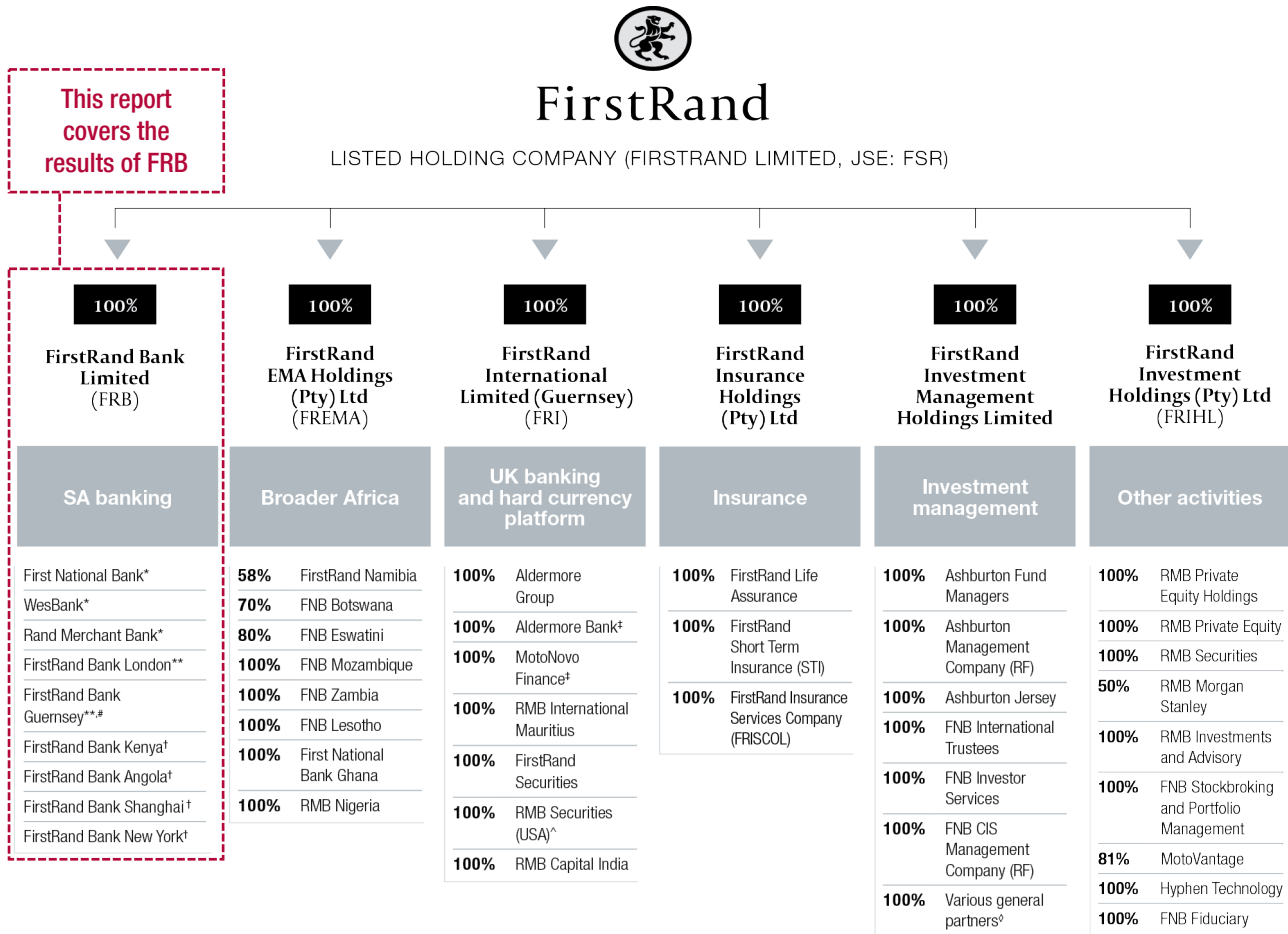 This report
covers the
results of FRB
FirstRand
LISTED HOLDING COMPANY (FIRSTRAND LIMITED, JSE: FSR)
100%
FirstRand Bank
Limited
(FRB)
SA banking
First National Bank*
WesBank*
Rand Merchant Bank*
FirstRand Bank London**
FirstRand Bank
Guernsey**,#
FirstRand Bank Kenya†
FirstRand Bank Angola†
FirstRand Bank Shanghai†
FirstRand Bank New York†
100%
FirstRand
EMA Holdings
(Pty) Ltd
(FREMA)
Broader Africa
58% FirstRand Namibia
70% FNB Botswana
80% FNB Eswatini
100% FNB Mozambique
100% FNB Zambia
100% FNB Lesotho
100% First National
Bank Ghana
100% RMB Nigeria
100%
FirstRand
International
Limited (Guernsey)
(FRI)
UK banking
and hard currency
platform
100% Aldermore
Group
100% Aldermore Bank‡
100% MotoNovo
Finance‡
100% RMB International
Mauritius
100% FirstRand
Securities
100% RMB Securities
(USA)^
100% RMB Capital India
100%
FirstRand
Insurance
Holdings
(Pty) Ltd
Insurance
100% FirstRand Life
Assurance
100% FirstRand
Short Term
Insurance (STI)
100% FirstRand Insurance
Services Company
(FRISCOL)
100%
FirstRand
Investment
Management
Holdings Limited
Investment
management
100% Ashburton Fund
Managers
100% Ashburton
Management
Company (RF)
100% Ashburton Jersey
100% FNB International
Trustees
100% FNB Investor
Services
100% FNB CIS
Management
Company (RF)
100% Various general
partners◊
100%
FirstRand
Investment
Holdings (Pty) Ltd
(FRIHL)
Other activities
100% RMB Private
Equity Holdings
100% RMB Private Equity
100% RMB Securities
50% RMB Morgan
Stanley
100% RMB Investments
and Advisory
100% FNB Stockbroking
and Portfolio
Management
81% MotoVantage
100% Hyphen Technology
100% FNB Fiduciary